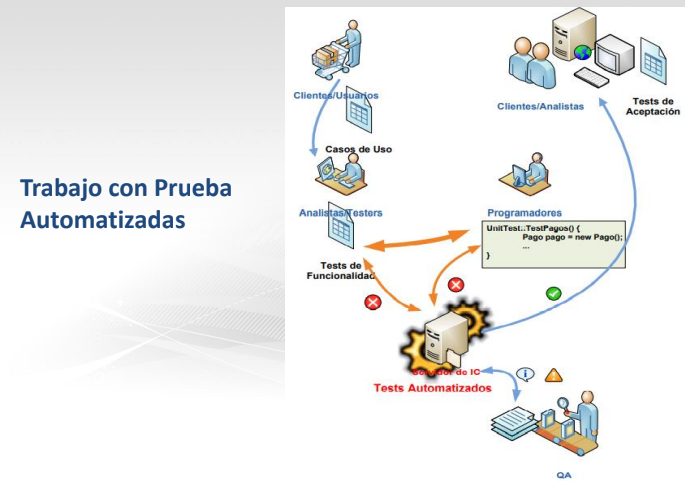 Trabajo con Prueba
Automatizadas
Clientes/Usuarios
Casos de Uso
Clientes/Analistas
Tests de
Aceptación
Analistas/Testers
Programadores
UnitTest::TestPagos() {
Pago pago = new Pago();
...
}
Tests de
Funcionalidad
Servidor de IC
Tests Automatizados
QA